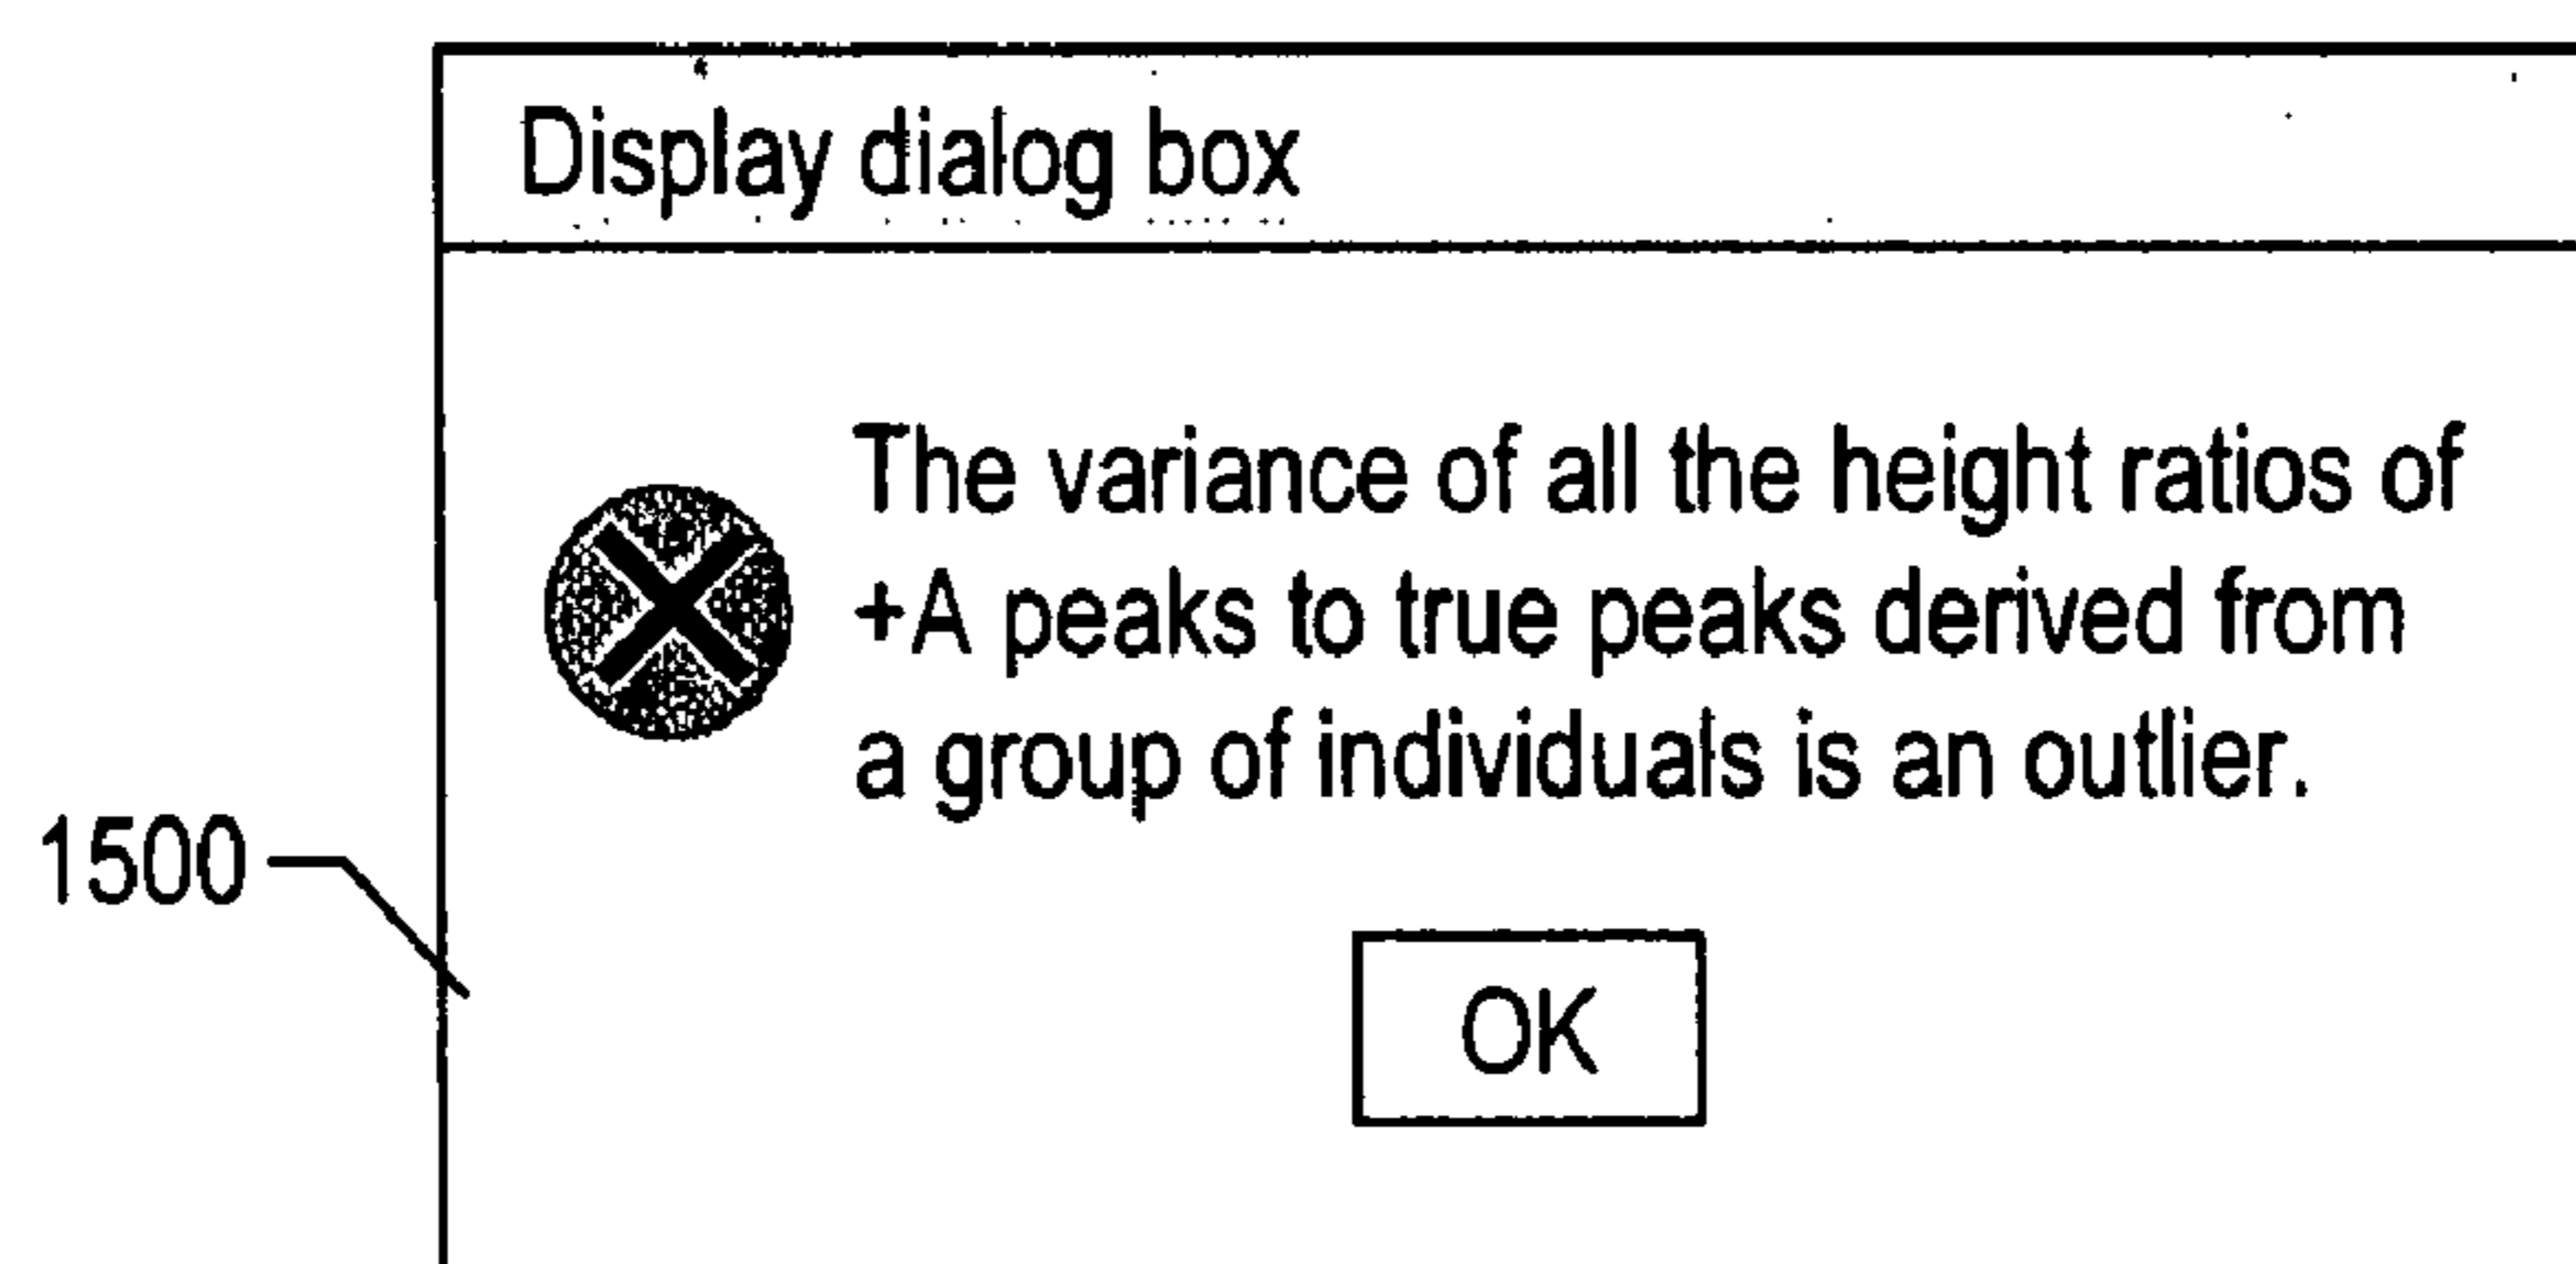 Display dialog box
The variance of all the height ratios of
+A peaks to true peaks derived from
a group of individuals is an outlier.
1500
OK